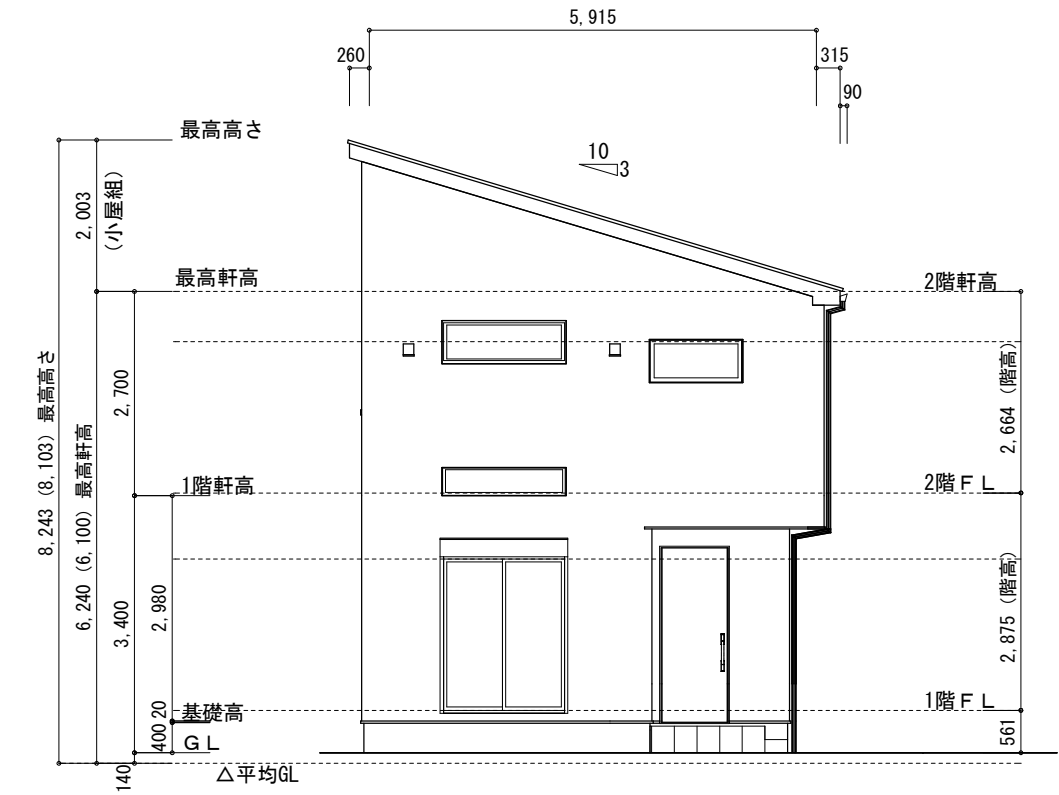 5,915
260
315
90
最高高さ
10
3
2,003
(小屋組)
最高軒高
2階軒高
2,700
2,664 (階高)
8,243 (8,103) 最高高さ
6,240 (6,100) 最高軒高
1階軒高
2階FL
3,400
2,980
2,875 (階高)
20
基礎高
1階FL
400
GL
561
140
△平均GL